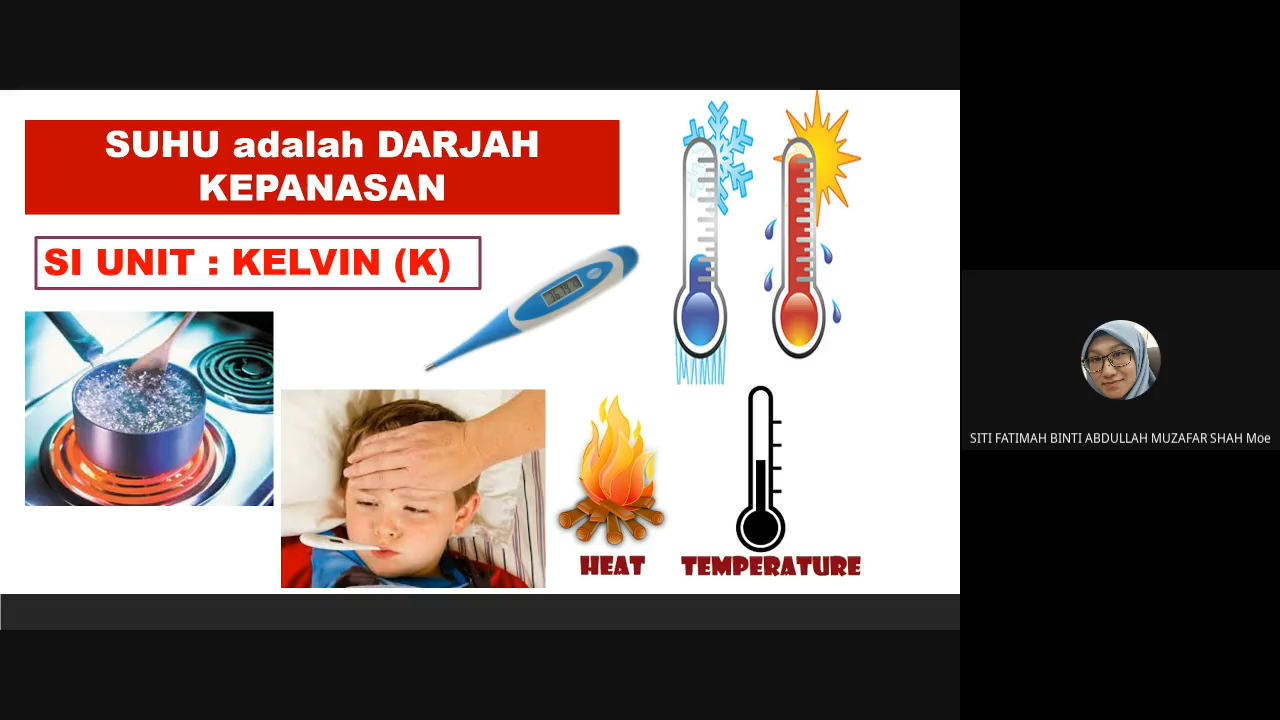 SUHU adalah DARJAH
KEPANASAN
SI UNIT : KELVIN (K)
HEAT
TEMPERATURE
SITI FATIMAH BINTI ABDULLAH MUZAFAR SHAH Moe